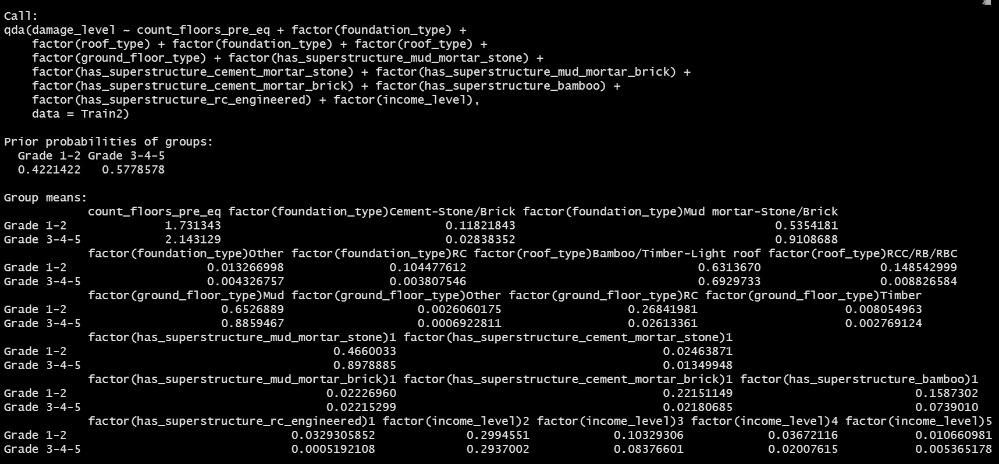 Call:
qda(damage_level ~ count_floors_pre_eq + factor(foundation_type) +
    factor(roof_type) + factor(foundation_type) + factor(roof_type) +
    factor(ground_floor_type) + factor(has_superstructure_mud_mortar_stone) +
    factor(has_superstructure_cement_mortar_stone) + factor(has_superstructure_mud_mortar_brick) +
    factor(has_superstructure_cement_mortar_brick) + factor(has_superstructure_bamboo) +
    factor(has_superstructure_rc_engineered) + factor(income_level),
    data = Train2)
Prior probabilities of groups:
  Grade 1-2 Grade 3-4-5
  0.4221422   0.5778578
Group means:
            count_floors_pre_eq factor(foundation_type)Cement-Stone/Brick factor(foundation_type)Mud mortar-Stone/Brick
Grade 1-2              1.731343                                0.11821843                                    0.5354181
Grade 3-4-5            2.143129                                0.02838352                                    0.9108688
            factor(foundation_type)Other factor(foundation_type)RC factor(roof_type)Bamboo/Timber-Light roof factor(roof_type)RCC/RB/RBC
Grade 1-2                    0.013266998               0.104477612                                 0.6313670                 0.148542999
Grade 3-4-5                  0.004326757               0.003807546                                 0.6929733                 0.008826584
            factor(ground_floor_type)Mud factor(ground_floor_type)Other factor(ground_floor_type)RC factor(ground_floor_type)Timber
Grade 1-2                      0.6526889                   0.0026060175                  0.26841981                     0.008054963
Grade 3-4-5                    0.8859467                   0.0006922811                  0.02613361                     0.002769124
            factor(has_superstructure_mud_mortar_stone)1 factor(has_superstructure_cement_mortar_stone)1
Grade 1-2                                      0.4660033                                      0.02463871
Grade 3-4-5                                    0.8978885                                      0.01349948
            factor(has_superstructure_mud_mortar_brick)1 factor(has_superstructure_cement_mortar_brick)1 factor(has_superstructure_bamboo)1
Grade 1-2                                     0.02226960                                      0.22151149                          0.1587302
Grade 3-4-5                                   0.02215299                                      0.02180685                          0.0739010
            factor(has_superstructure_rc_engineered)1 factor(income_level)2 factor(income_level)3 factor(income_level)4 factor(income_level)5
Grade 1-2                                0.0329305852             0.2994551            0.10329306            0.03672116           0.010660981
Grade 3-4-5                              0.0005192108             0.2937002            0.08376601            0.02007615           0.005365178